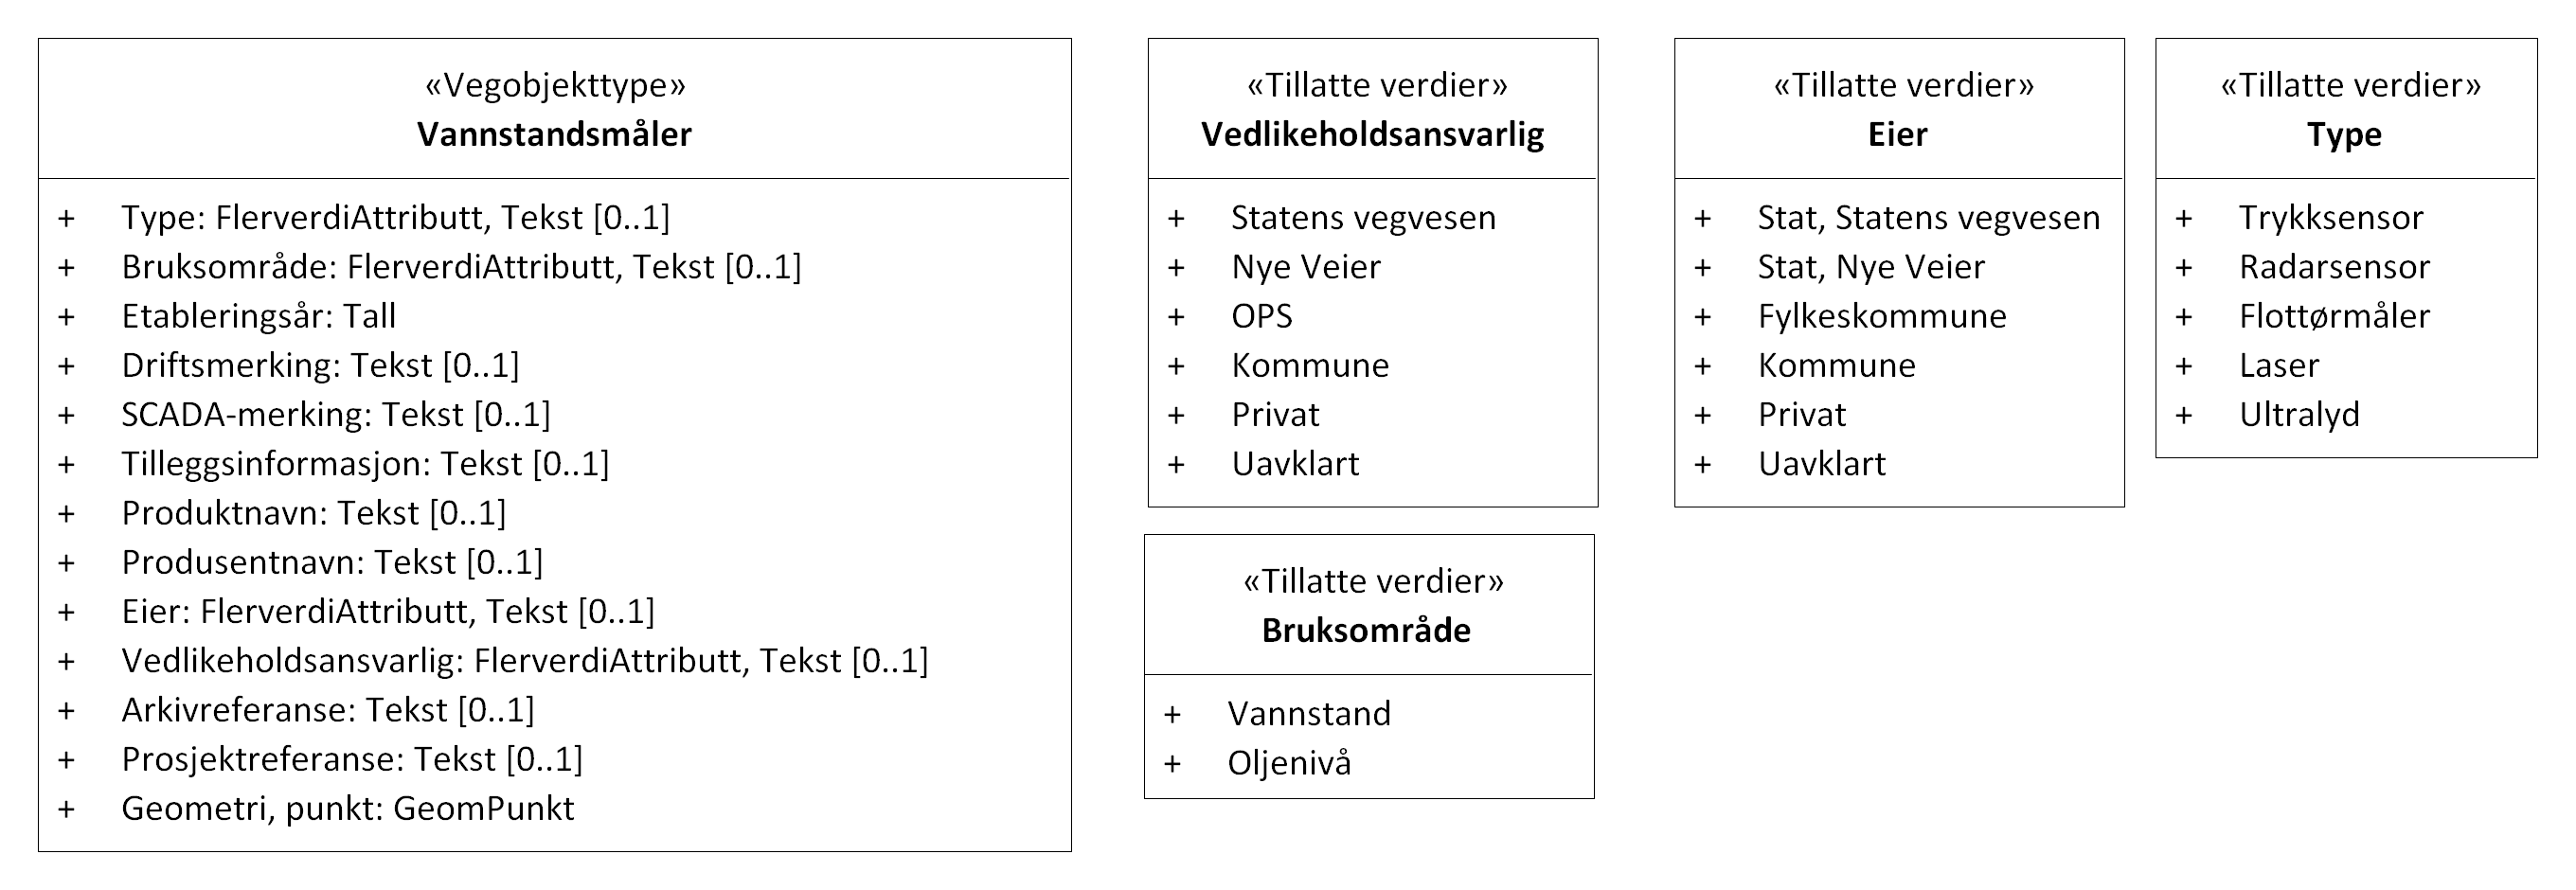 «Vegobjekttype»
Vannstandsmåler
+ Type: FlerverdiAttributt, Tekst [0..1]
+ Bruksområde: FlerverdiAttributt, Tekst [0..1]
+ Etableringsår: Tall
+ Driftsmerking: Tekst [0..1]
+ SCADA-merking: Tekst [0..1]
+ Tilleggsinformasjon: Tekst [0..1]
+ Produktnavn: Tekst [0..1]
+ Produsentnavn: Tekst [0..1]
+ Eier: FlerverdiAttributt, Tekst [0..1]
+ Vedlikeholdsansvarlig: FlerverdiAttributt, Tekst [0..1]
+ Arkivreferanse: Tekst [0..1]
+ Prosjektreferanse: Tekst [0..1]
+ Geometri, punkt: GeomPunkt
«Tillatte verdier»
Vedlikeholdsansvarlig
+ Statens vegvesen
+ Nye Veier
+ OPS
+ Kommune
+ Privat
+ Uavklart
«Tillatte verdier»
Bruksområde
+ Vannstand
+ Oljenivå
«Tillatte verdier»
Eier
+ Stat, Statens vegvesen
+ Stat, Nye Veier
+ Fylkeskommune
+ Kommune
+ Privat
+ Uavklart
«Tillatte verdier»
Type
+ Trykksensor
+ Radarsensor
+ Flottørmåler
+ Laser
+ Ultralyd